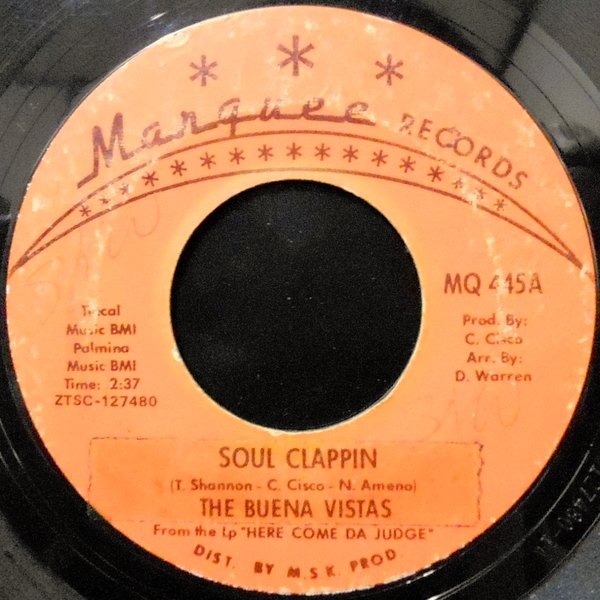 Marquee RECORDS
MQ 445A
Prod. By:
C. Cisco
Arr. By:
D. Warren
Music BMI
Palmina
Music BMI
Time: 2:37
ZTSC-127480
SOUL CLAPPIN
(T. Shannon - C. Cisco - N. Ameno)
THE BUENA VISTAS
From the Lp "HERE COME DA JUDGE"
DIST. BY M.S.K. PROD